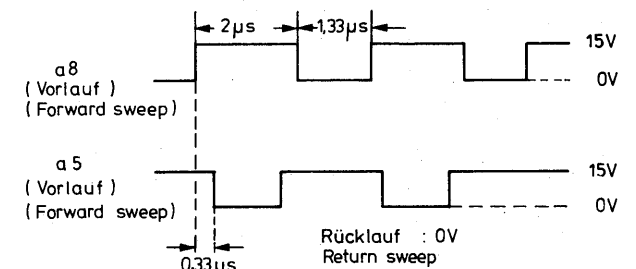 2µs
1,33µs
15V
a8
0V
( Vorlauf )
(Forward sweep)
a5
15V
( Vorlauf )
0V
(Forward sweep)
Rücklauf : 0V
Return sweep
0,33µs